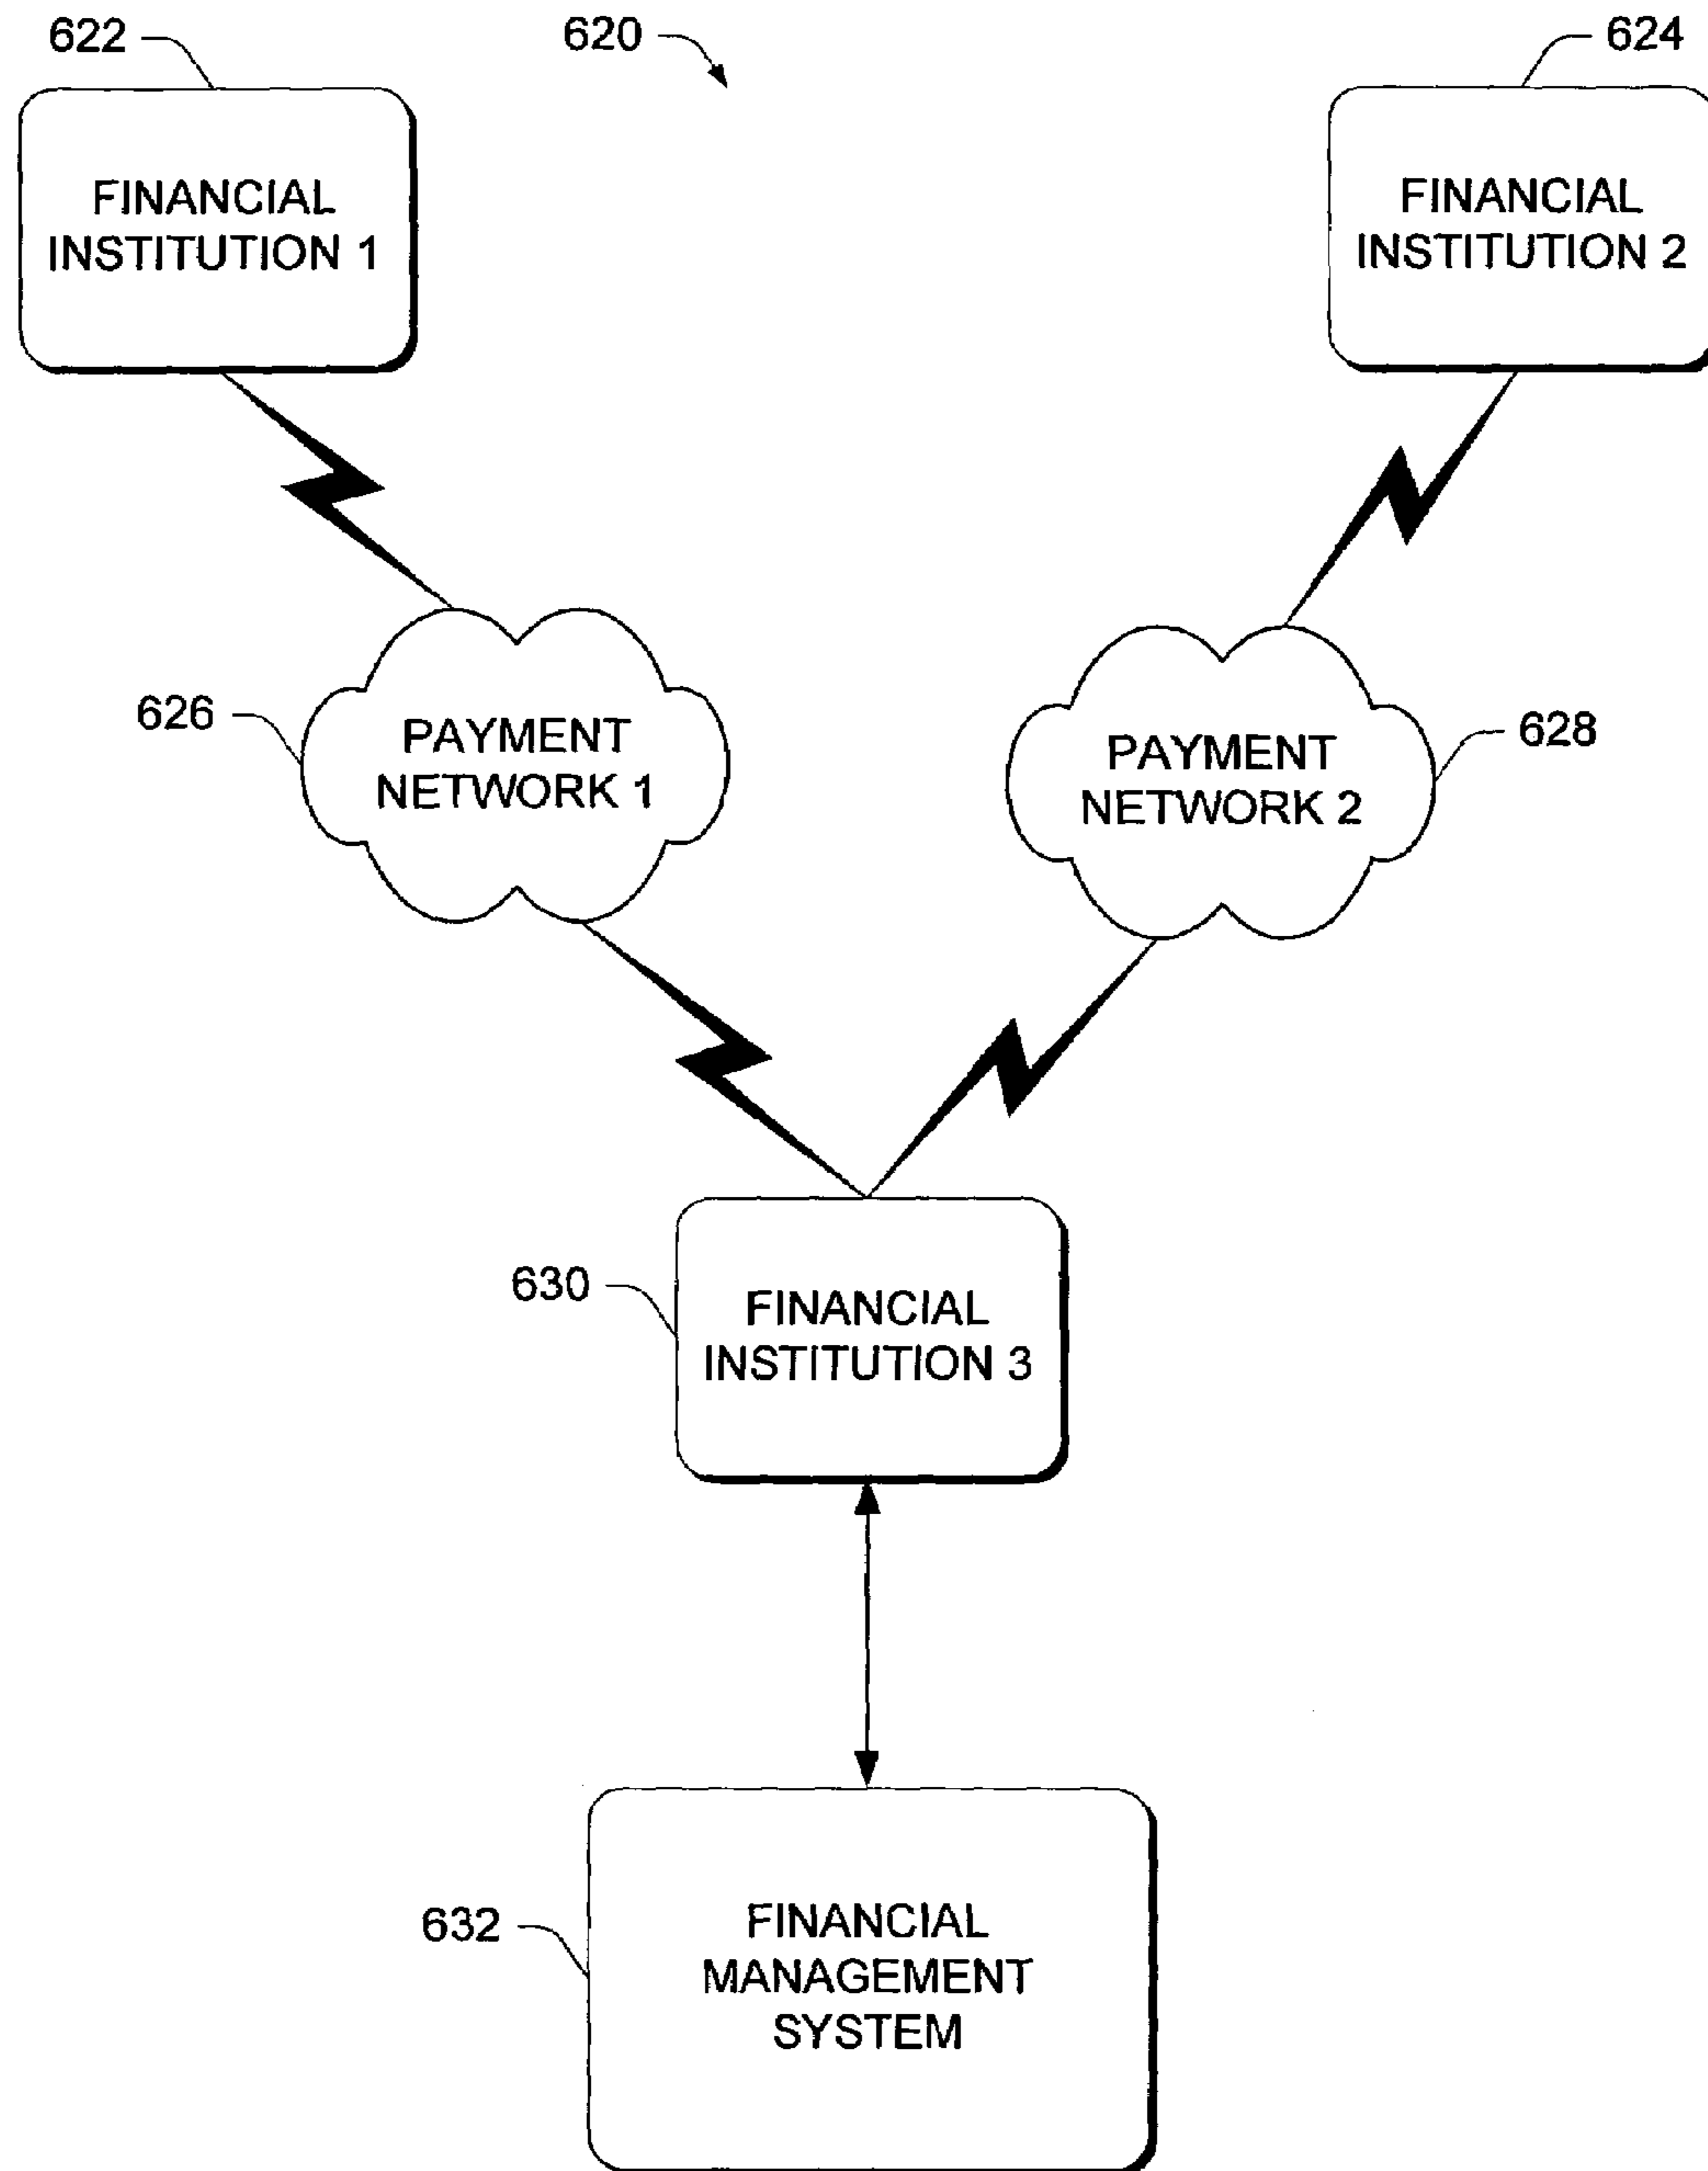 622
620
624
FINANCIAL
INSTITUTION 1
FINANCIAL
INSTITUTION 2
626
PAYMENT
NETWORK 1
PAYMENT
NETWORK 2
628
630
FINANCIAL
INSTITUTION 3
632
FINANCIAL
MANAGEMENT
SYSTEM